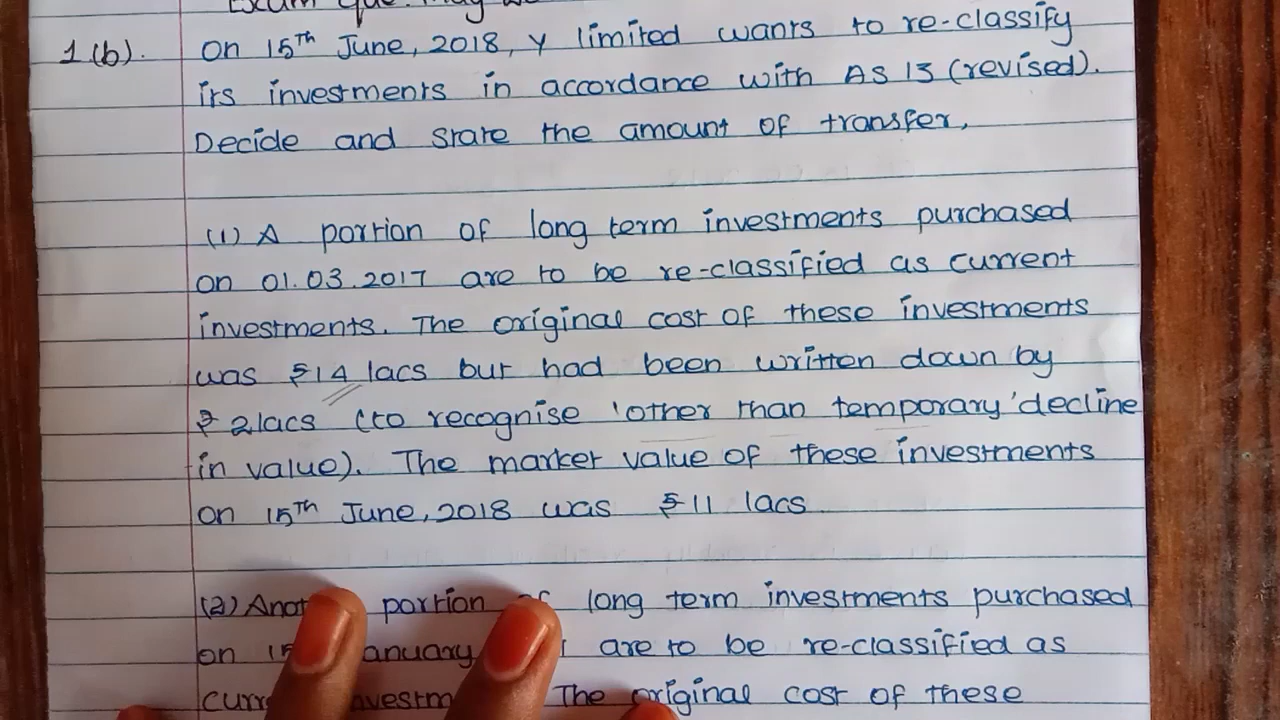 Exam que. May
1(b). On 15th June, 2018, Y limited wants to re-classify
its investments in accordance with AS 13 (revised).
Decide and state the amount of transfer,
(1) A portion of long term investments purchased
on 01.03.2017 are to be re-classified as current
investments. The original cost of these investments
was ₹14 lacs but had been written down by
₹2lacs (to recognise 'other than temporary' decline
in value). The market value of these investments
on 15th June, 2018 was ₹11 lacs
(2) portion long term investments purchased
on are to be re-classified as
The original cost of these